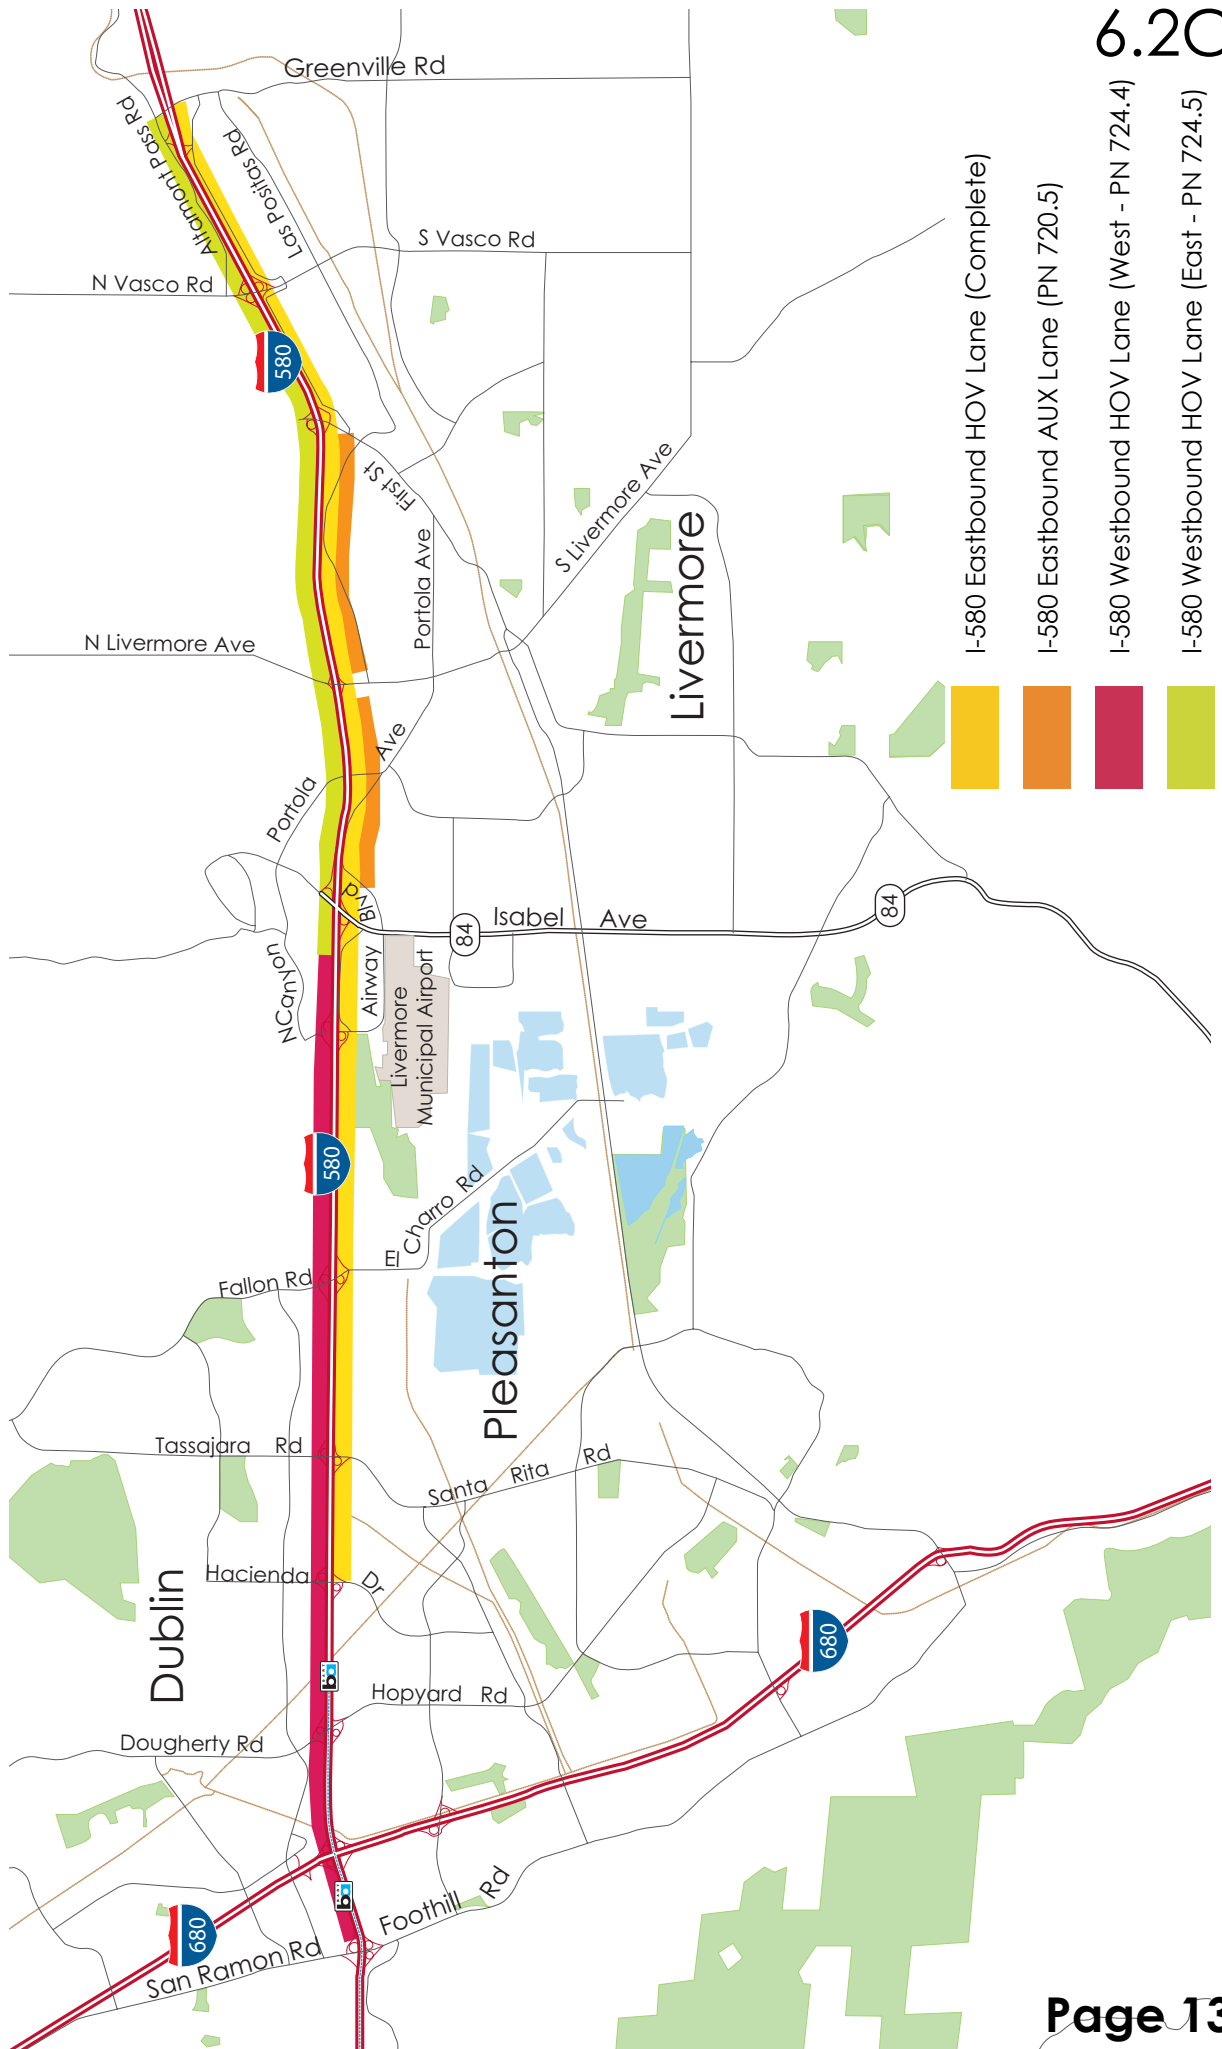 6.2C
Greenville Rd
Altamont Pass Rd
Las Positas Rd
S Vasco Rd
N Vasco Rd
580
First St
Portola Ave
S Livermore Ave
N Livermore Ave
Livermore
Portola
Ave
N Canyon
Airway
Blvd
84
Isabel Ave
84
Livermore
Municipal Airport
580
El
Charro Rd
Fallon Rd
Pleasanton
Tassajara Rd
Santa Rita Rd
Hacienda
Dr
Dublin
ba
Hopyard Rd
Dougherty Rd
680
ba
Foothill Rd
680
San Ramon Rd
I-580 Eastbound HOV Lane (Complete)
I-580 Eastbound AUX Lane (PN 720.5)
I-580 Westbound HOV Lane (West - PN 724.4)
I-580 Westbound HOV Lane (East - PN 724.5)
Page 13